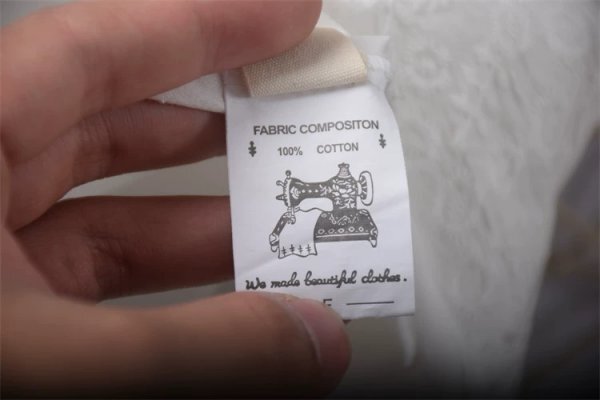 FABRIC COMPOSITON
100% COTTON
We made beautiful clothes.